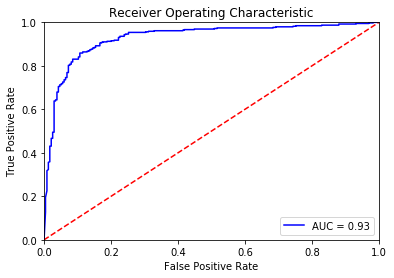 Receiver Operating Characteristic
True Positive Rate
1.0
0.8
0.6
0.4
0.2
0.0
AUC = 0.93
0.0 0.2 0.4 0.6 0.8 1.0
False Positive Rate